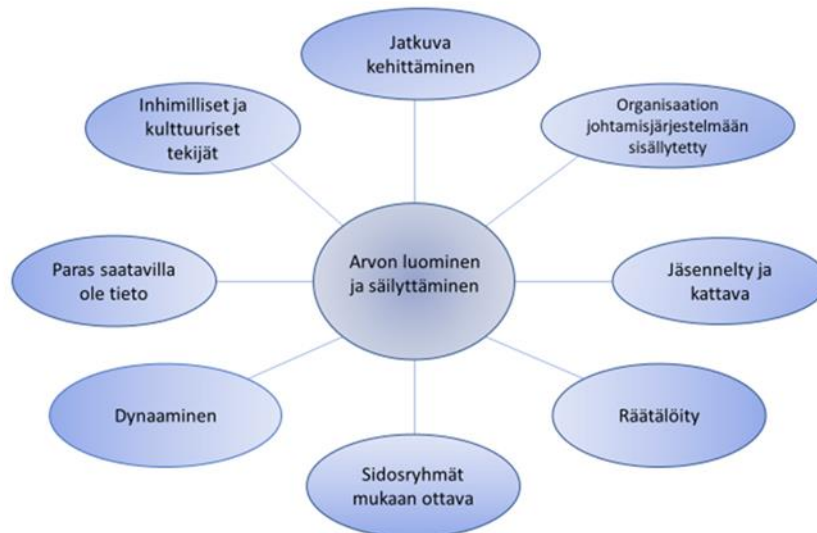 Jatkuva
kehittäminen
Inhimilliset ja
kulttuuriset
tekijät
Organisaation
johtamisjärjestelmään
sisällytetty
Paras saatavilla
ole tieto
Arvon luominen
ja säilyttäminen
Jäsennelty ja
kattava
Dynaaminen
Räätälöity
Sidosryhmät
mukaan ottava